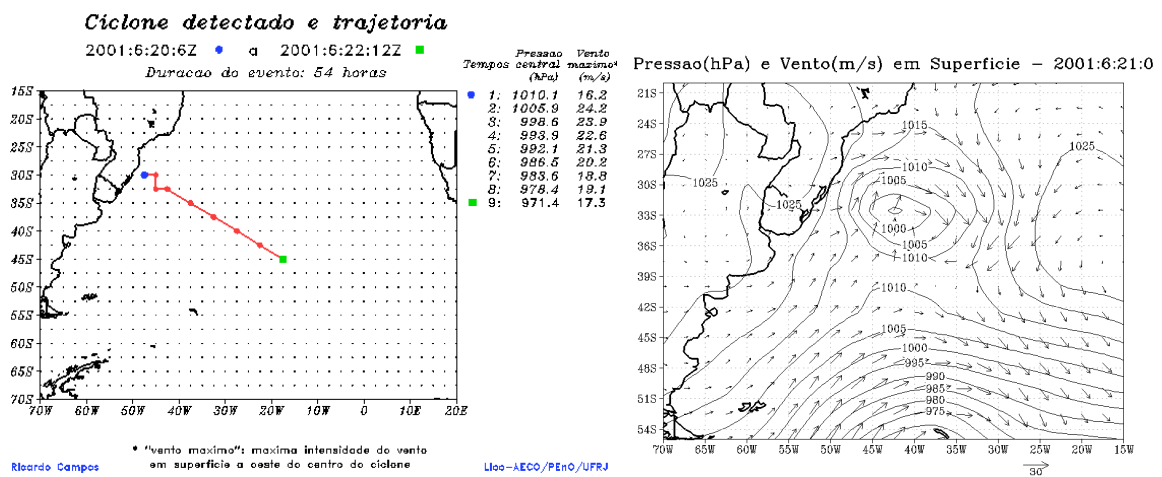 Ciclone detectado e trajetoria
2001:6:20:6Z a 2001:6:22:12Z
Duracao do evento: 54 horas
Tempos Pressao central (hPa) Vento maximo* (m/s)
1: 1010.1 16.2
2: 1005.9 24.2
3: 998.6 23.9
4: 993.9 22.6
5: 992.1 21.3
6: 986.5 20.2
7: 983.6 18.8
8: 978.4 19.1
9: 971.4 17.3
15S
20S
25S
30S
35S
40S
45S
50S
55S
60S
65S
70S
70W 60W 50W 40W 30W 20W 10W 0 10E 20E
* "vento maximo": maxima intensidade do vento
em superficie a oeste do centro do ciclone
Ricardo Campos
Lioc-AECO/PEnO/UFRJ
Pressao(hPa) e Vento(m/s) em Superficie - 2001:6:21:0
21S
24S
27S
30S
33S
36S
39S
42S
45S
48S
51S
54S
1015
1025
1010
1025
1005
1025
1000
1005
1010
1010
1005
1000
995
990
985
980
975
70W 65W 60W 55W 50W 45W 40W 35W 30W 25W 20W 15W
30